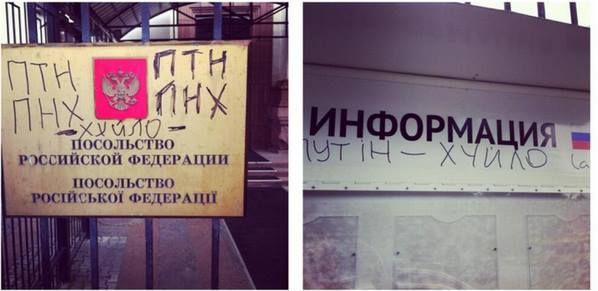 ПТН ПТН
ПНХ ПНХ
-ХУЙЛО-
ПОСОЛЬСТВО
РОССИЙСКОЙ ФЕДЕРАЦИИ
ПОСОЛЬСТВО
РОСІЙСЬКОЇ ФЕДЕРАЦІЇ
ИНФОРМАЦИЯ
ПУТІН — ХУЙЛО